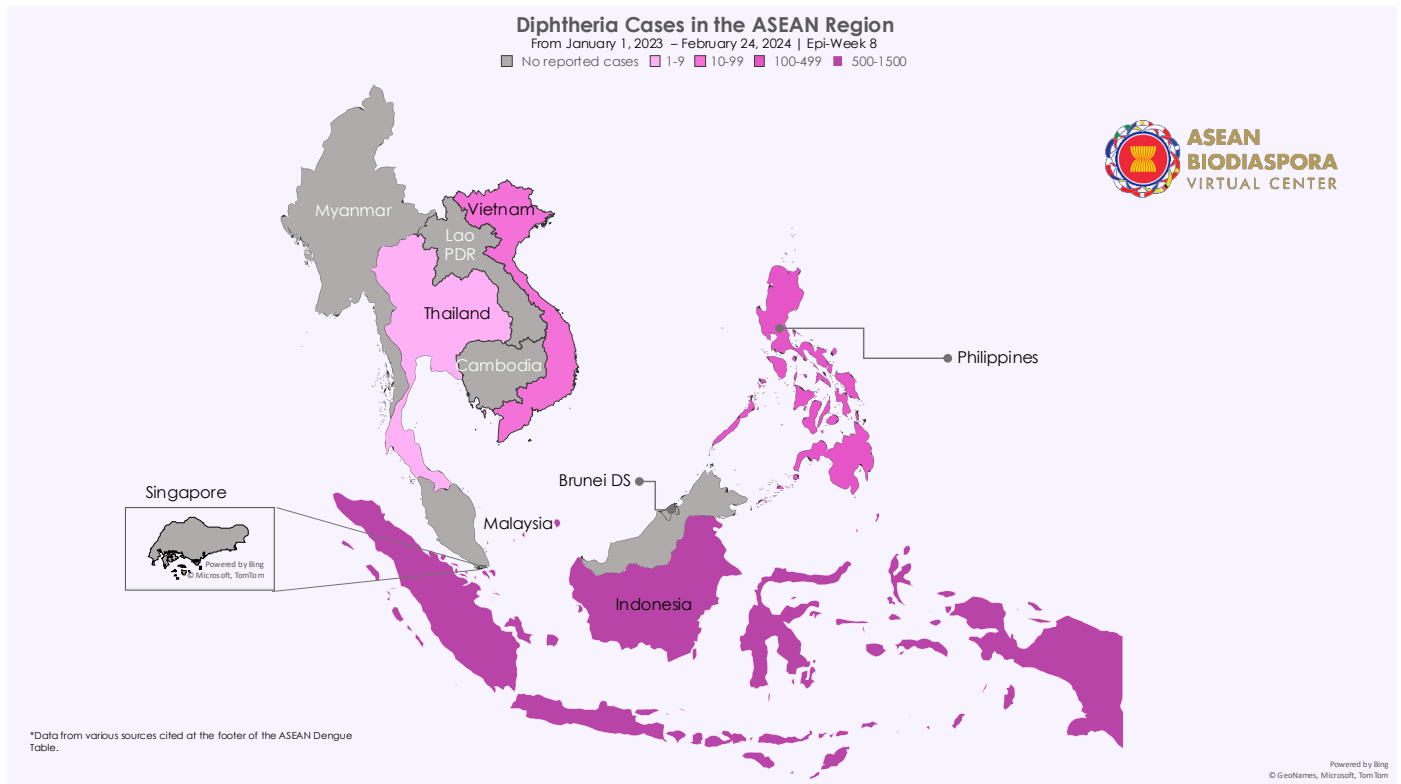 Diphtheria Cases in the ASEAN Region
From January 1, 2023 – February 24, 2024 | Epi-Week 8
No reported cases 1-9 10-99 100-499 500-1500
ASEAN
BIODIASPORA
VIRTUAL CENTER
Myanmar
Vietnam
Lao
PDR
Thailand
Cambodia
Philippines
Brunei DS
Singapore
Malaysia
Powered by Bing
© Microsoft, TomTom
Indonesia
*Data from various sources cited at the footer of the ASEAN Dengue
Table.
Powered by Bing
© GeoNames, Microsoft, TomTom